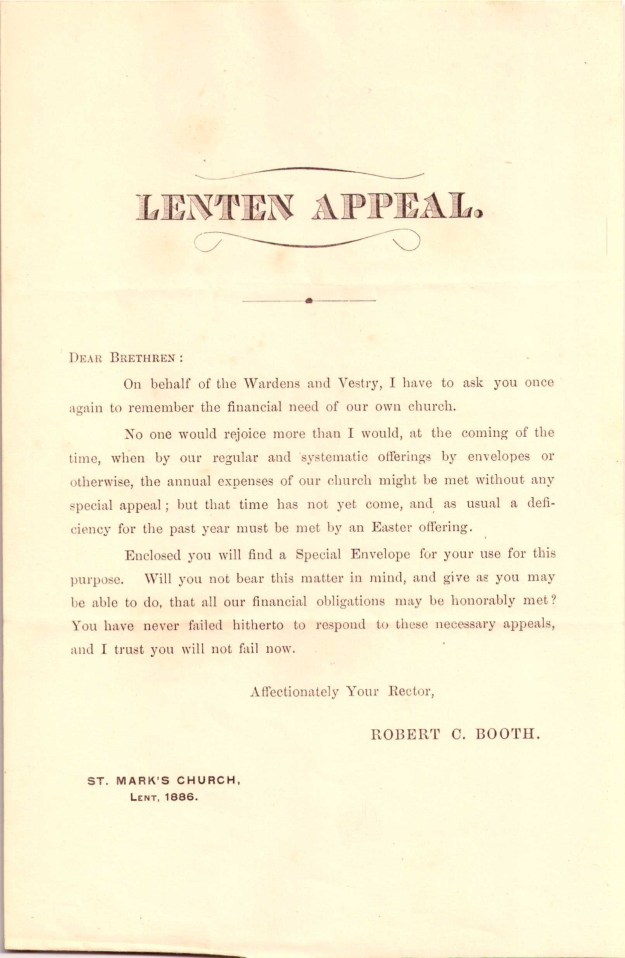 LENTEN APPEAL.
DEAR BRETHREN :
On behalf of the Wardens and Vestry, I have to ask you once
again to remember the financial need of our own church.
No one would rejoice more than I would, at the coming of the
time, when by our regular and systematic offerings by envelopes or
otherwise, the annual expenses of our church might be met without any
special appeal ; but that time has not yet come, and as usual a defi-
ciency for the past year must be met by an Easter offering.
Enclosed you will find a Special Envelope for your use for this
purpose. Will you not bear this matter in mind, and give as you may
be able to do, that all our financial obligations may be honorably met?
You have never failed hitherto to respond to these necessary appeals,
and I trust you will not fail now.
Affectionately Your Rector,
ROBERT C. BOOTH.
ST. MARK'S CHURCH,
LENT, 1886.